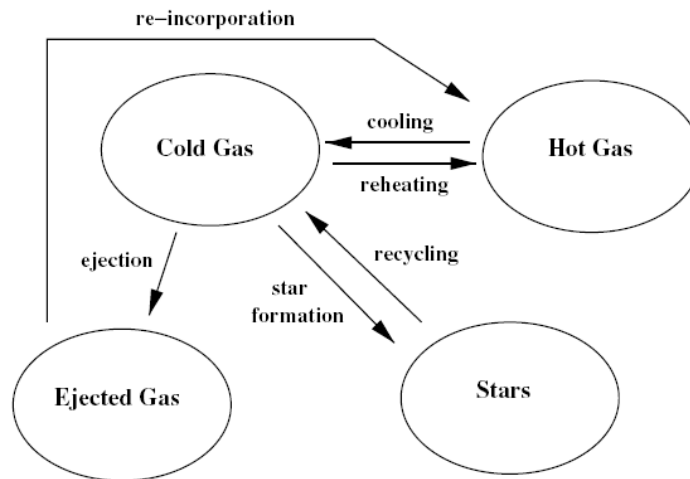 re−incorporation
Cold Gas
cooling
reheating
Hot Gas
ejection
star
formation
recycling
Ejected Gas
Stars